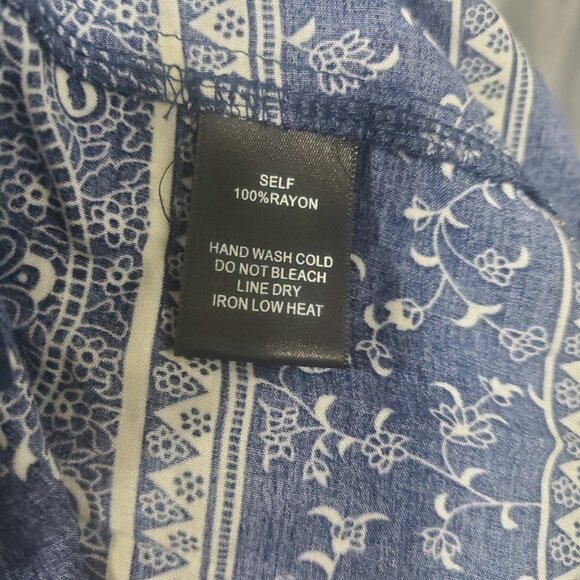 SELF
100%RAYON
HAND WASH COLD
DO NOT BLEACH
LINE DRY
IRON LOW HEAT